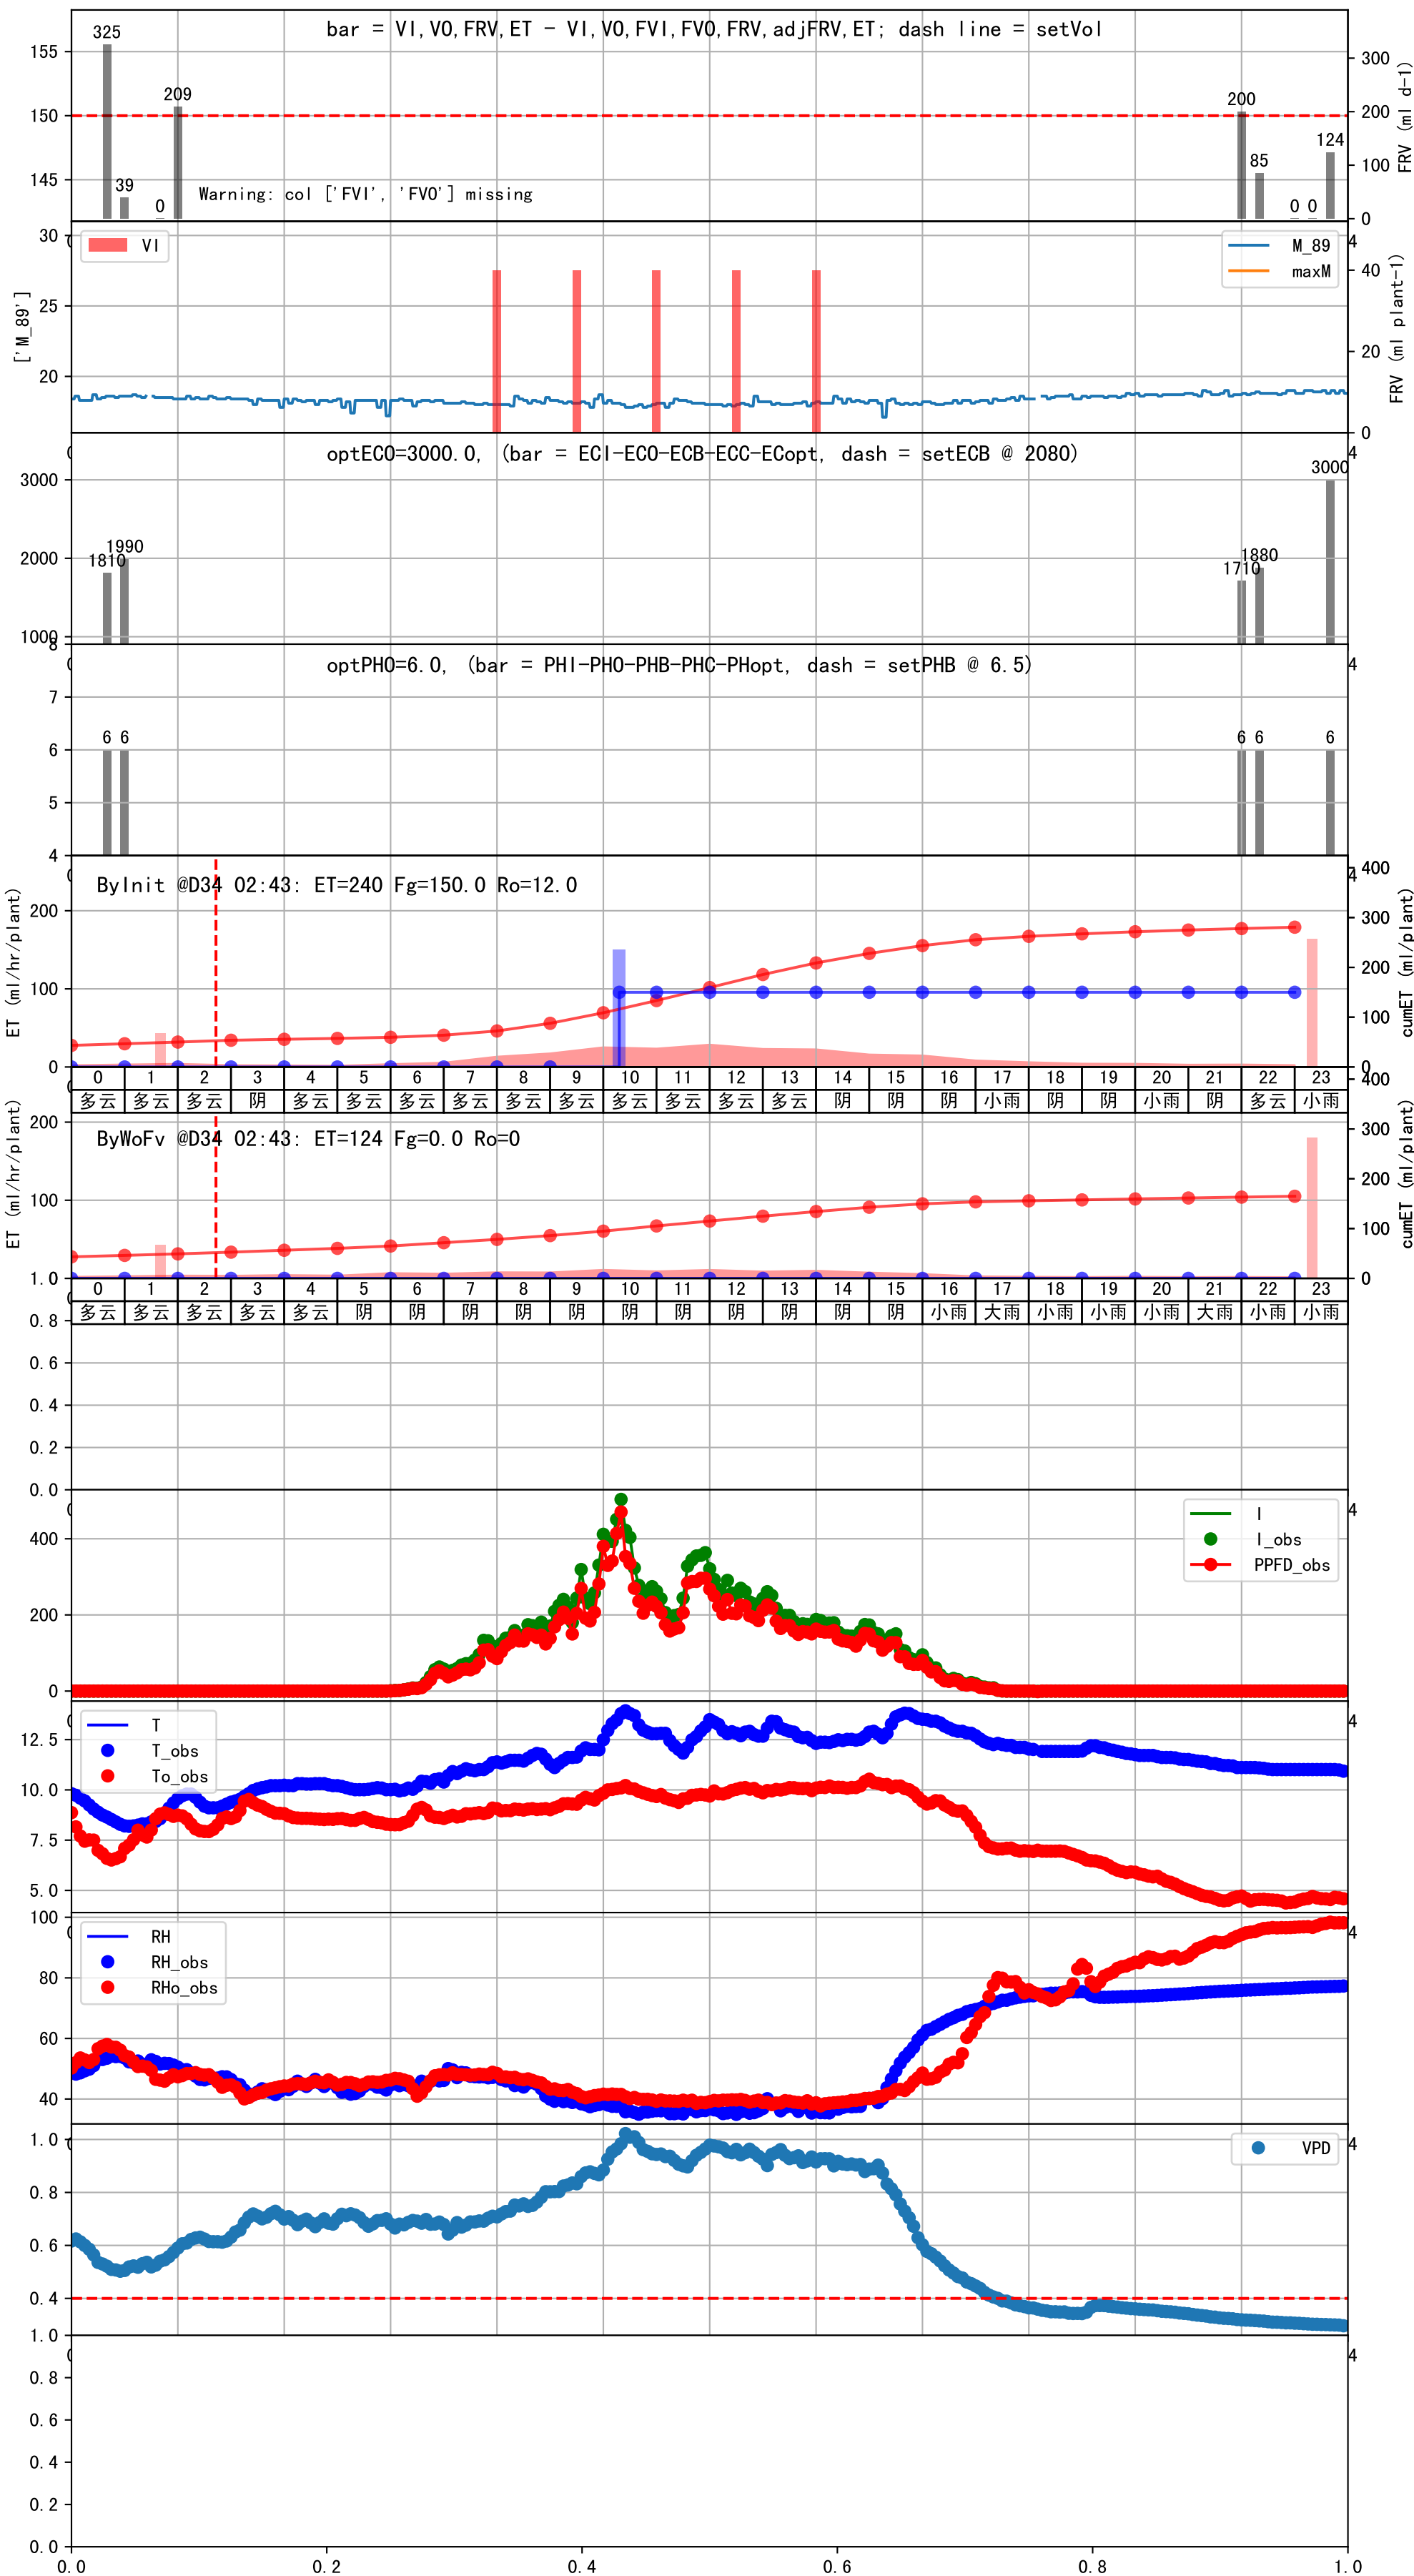 bar = VI,VO,FRV,ET - VI,VO,FVI,FVO,FRV,adjFRV,ET; dash line = setVol
325
39
0
209
200
85
0
0
124
Warning: col ['FVI', 'FVO'] missing
155
150
145
300
200
100
0
FRV (ml d-1)
VI
M_89
maxM
30
25
20
['M_89']
4
40
20
0
FRV (ml plant-1)
optECO=3000.0, (bar = ECI-ECO-ECB-ECC-ECopt, dash = setECB @ 2080)
4
3000
2000
1000
1810
1990
1710
1880
3000
optPHO=6.0, (bar = PHI-PHO-PHB-PHC-PHopt, dash = setPHB @ 6.5)
4
8
7
6
5
4
6
6
6
6
6
ByInit @D34 02:43: ET=240 Fg=150.0 Ro=12.0
ET (ml/hr/plant)
200
100
0
400
300
200
100
0
cumET (ml/plant)
0 1 2 3 4 5 6 7 8 9 10 11 12 13 14 15 16 17 18 19 20 21 22 23
多云 多云 多云 阴 多云 多云 多云 多云 多云 多云 多云 多云 多云 多云 阴 阴 阴 小雨 阴 阴 小雨 阴 多云 小雨
ByWoFv @D34 02:43: ET=124 Fg=0.0 Ro=0
ET (ml/hr/plant)
200
100
400
300
200
100
0
cumET (ml/plant)
0 1 2 3 4 5 6 7 8 9 10 11 12 13 14 15 16 17 18 19 20 21 22 23
多云 多云 多云 多云 多云 阴 阴 阴 阴 阴 阴 阴 阴 阴 阴 阴 小雨 大雨 小雨 小雨 小雨 大雨 小雨 小雨
1.0
0.8
0.6
0.4
0.2
0.0
I
I_obs
PPFD_obs
4
400
200
0
T
T_obs
To_obs
4
12.5
10.0
7.5
5.0
RH
RH_obs
RHo_obs
4
100
80
60
40
VPD
4
1.0
0.8
0.6
0.4
4
1.0
0.8
0.6
0.4
0.2
0.0
0.0 0.2 0.4 0.6 0.8 1.0